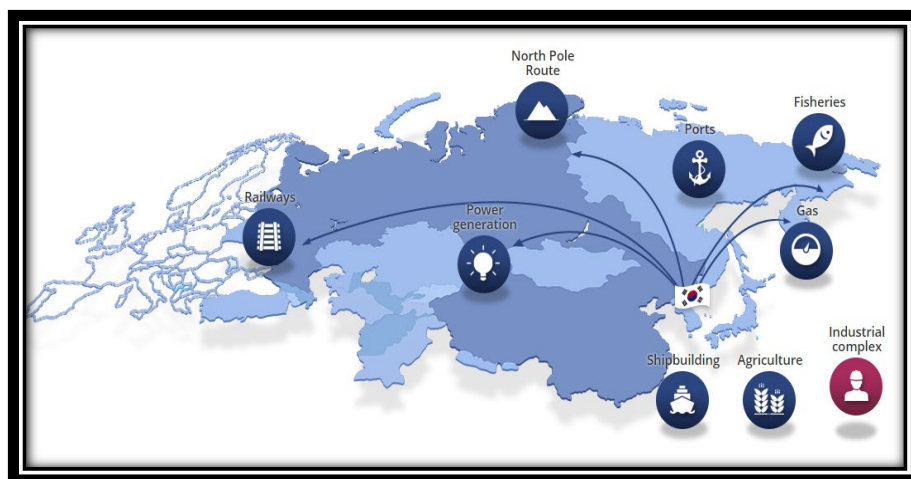 North Pole
Route
Fisheries
Ports
Railways
Power
generation
Gas
Industrial
complex
Shipbuilding
Agriculture